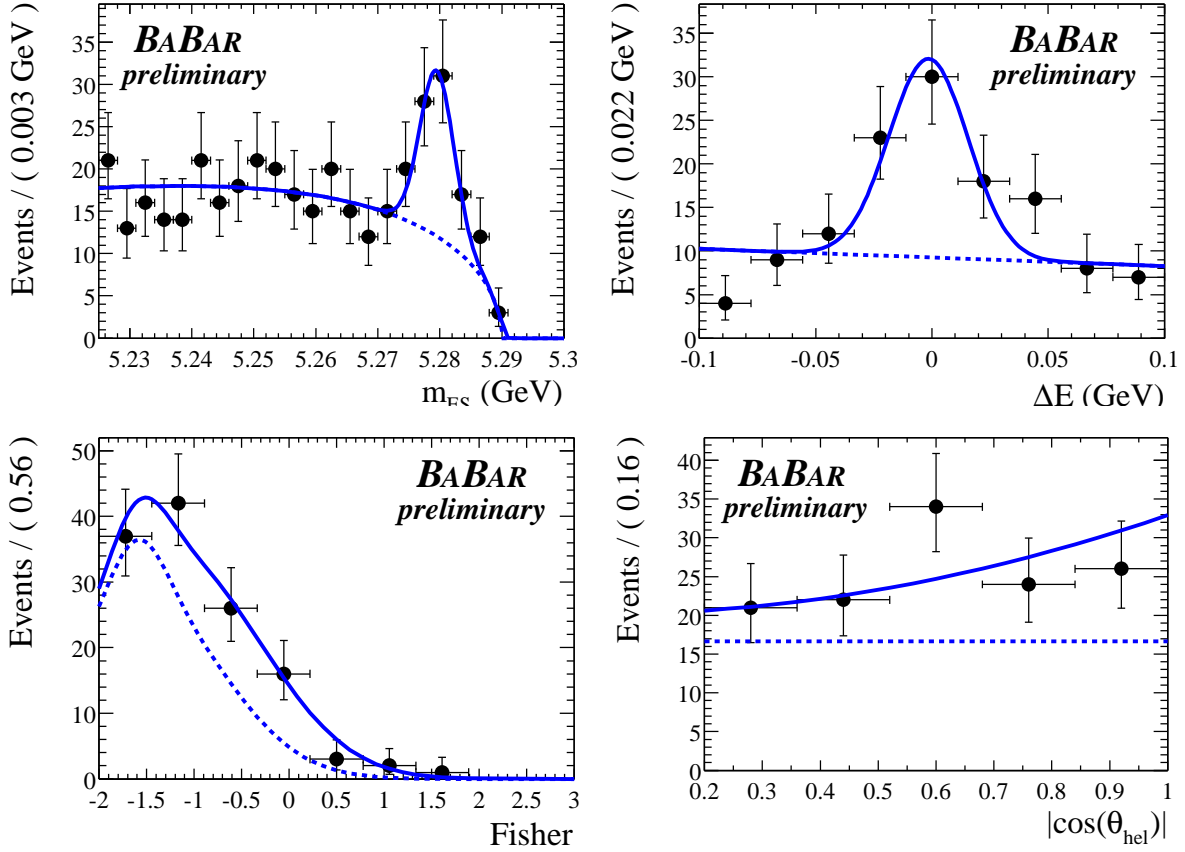 Events / ( 0.003 GeV )
35
30
25
20
15
10
5
0
BABAR
preliminary
5.23 5.24 5.25 5.26 5.27 5.28 5.29 5.3
m_ES (GeV)
Events / ( 0.022 GeV )
35
30
25
20
15
10
5
0
BABAR
preliminary
-0.1 -0.05 0 0.05 0.1
ΔE (GeV)
Events / ( 0.56 )
50
40
30
20
10
0
BABAR
preliminary
-2 -1.5 -1 -0.5 0 0.5 1 1.5 2 2.5 3
Fisher
Events / ( 0.16 )
40
35
30
25
20
15
10
5
0
BABAR
preliminary
0.2 0.3 0.4 0.5 0.6 0.7 0.8 0.9 1
|cos(θ_hel)|